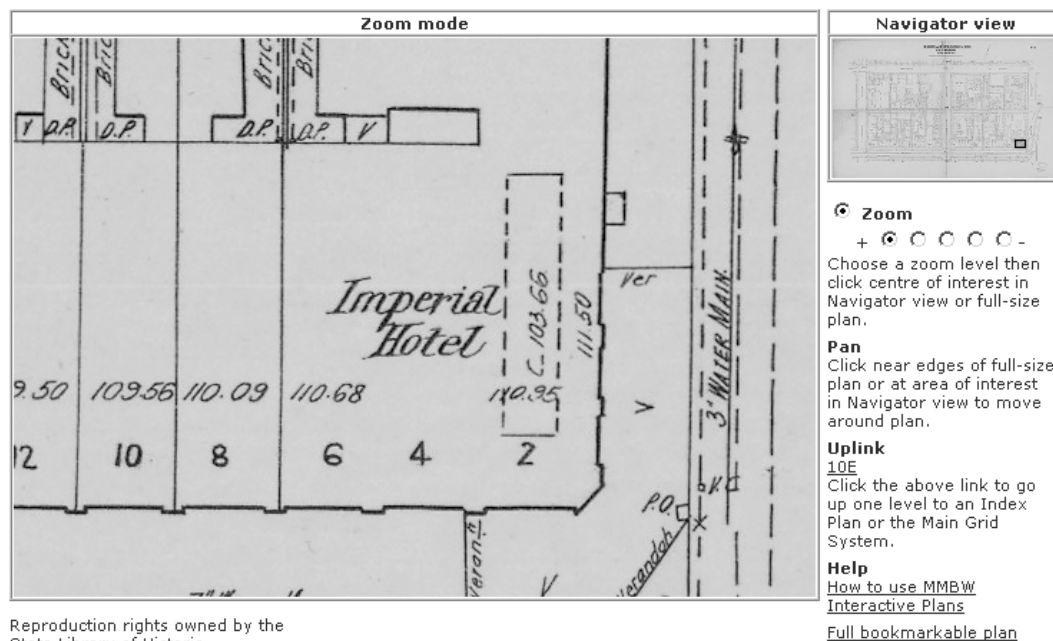 Zoom mode
Brick
Brick
Brick
Bri
D.P.
D.P.
D.P.
D.P.
V
Imperial
Hotel
C_ 103.66
111.50
Ver
3" WATER MAIN.
9.50
109.56
110.09
110.68
110.95
V
12
10
8
6
4
2
V.C
P.O.
Veran
Verandah
V
Navigator view
Zoom
+ -
Choose a zoom level then
click centre of interest in
Navigator view or full-size
plan.
Pan
Click near edges of full-size
plan or at area of interest
in Navigator view to move
around plan.
Uplink
10E
Click the above link to go
up one level to an Index
Plan or the Main Grid
System.
Help
How to use MMBW
Interactive Plans
Full bookmarkable plan
Reproduction rights owned by the